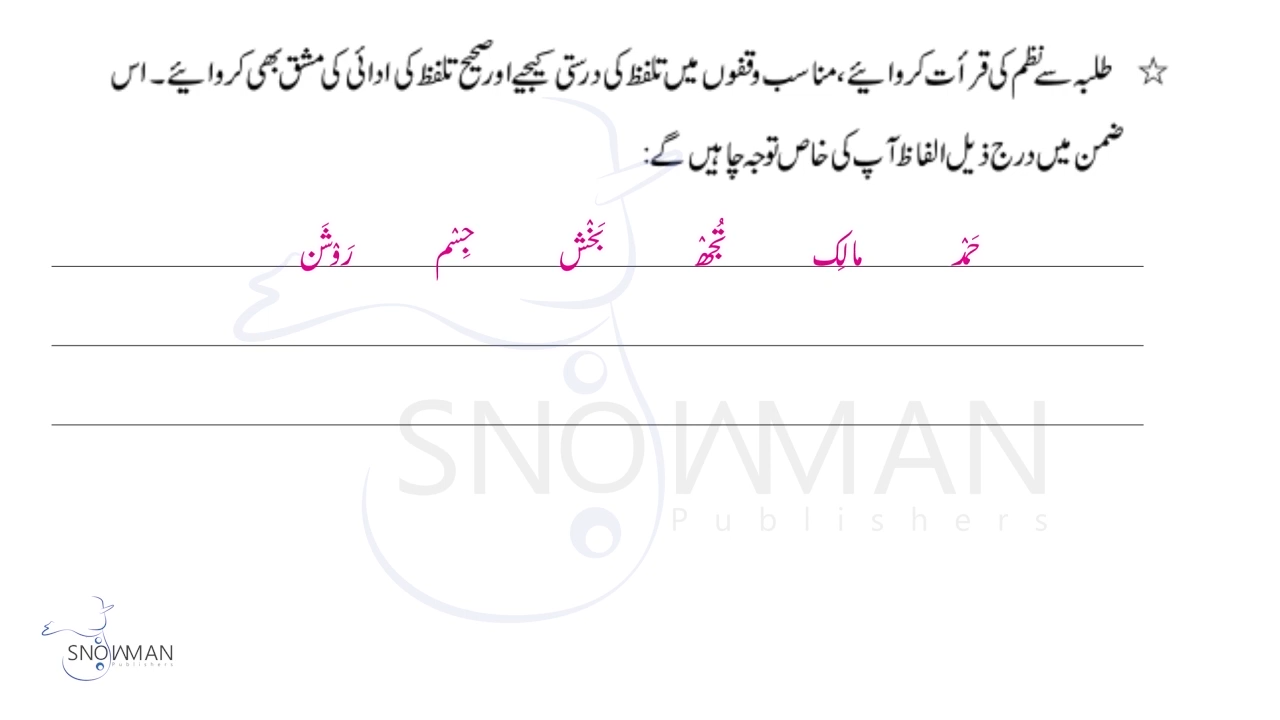 ☆ طلبہ سے نظم کی قرأت کروائیے، مناسب وقفوں میں تلفظ کی درستی کیجیے اور صحیح تلفظ کی ادائی کی مشق بھی کروائیے۔ اس
ضمن میں درج ذیل الفاظ آپ کی خاص توجہ چاہیں گے:
حَمْد مالِک تُجھْ بَخْش جِسْم رَوْشَن
SNOWMAN
Publishers
SNOWMAN
Publishers